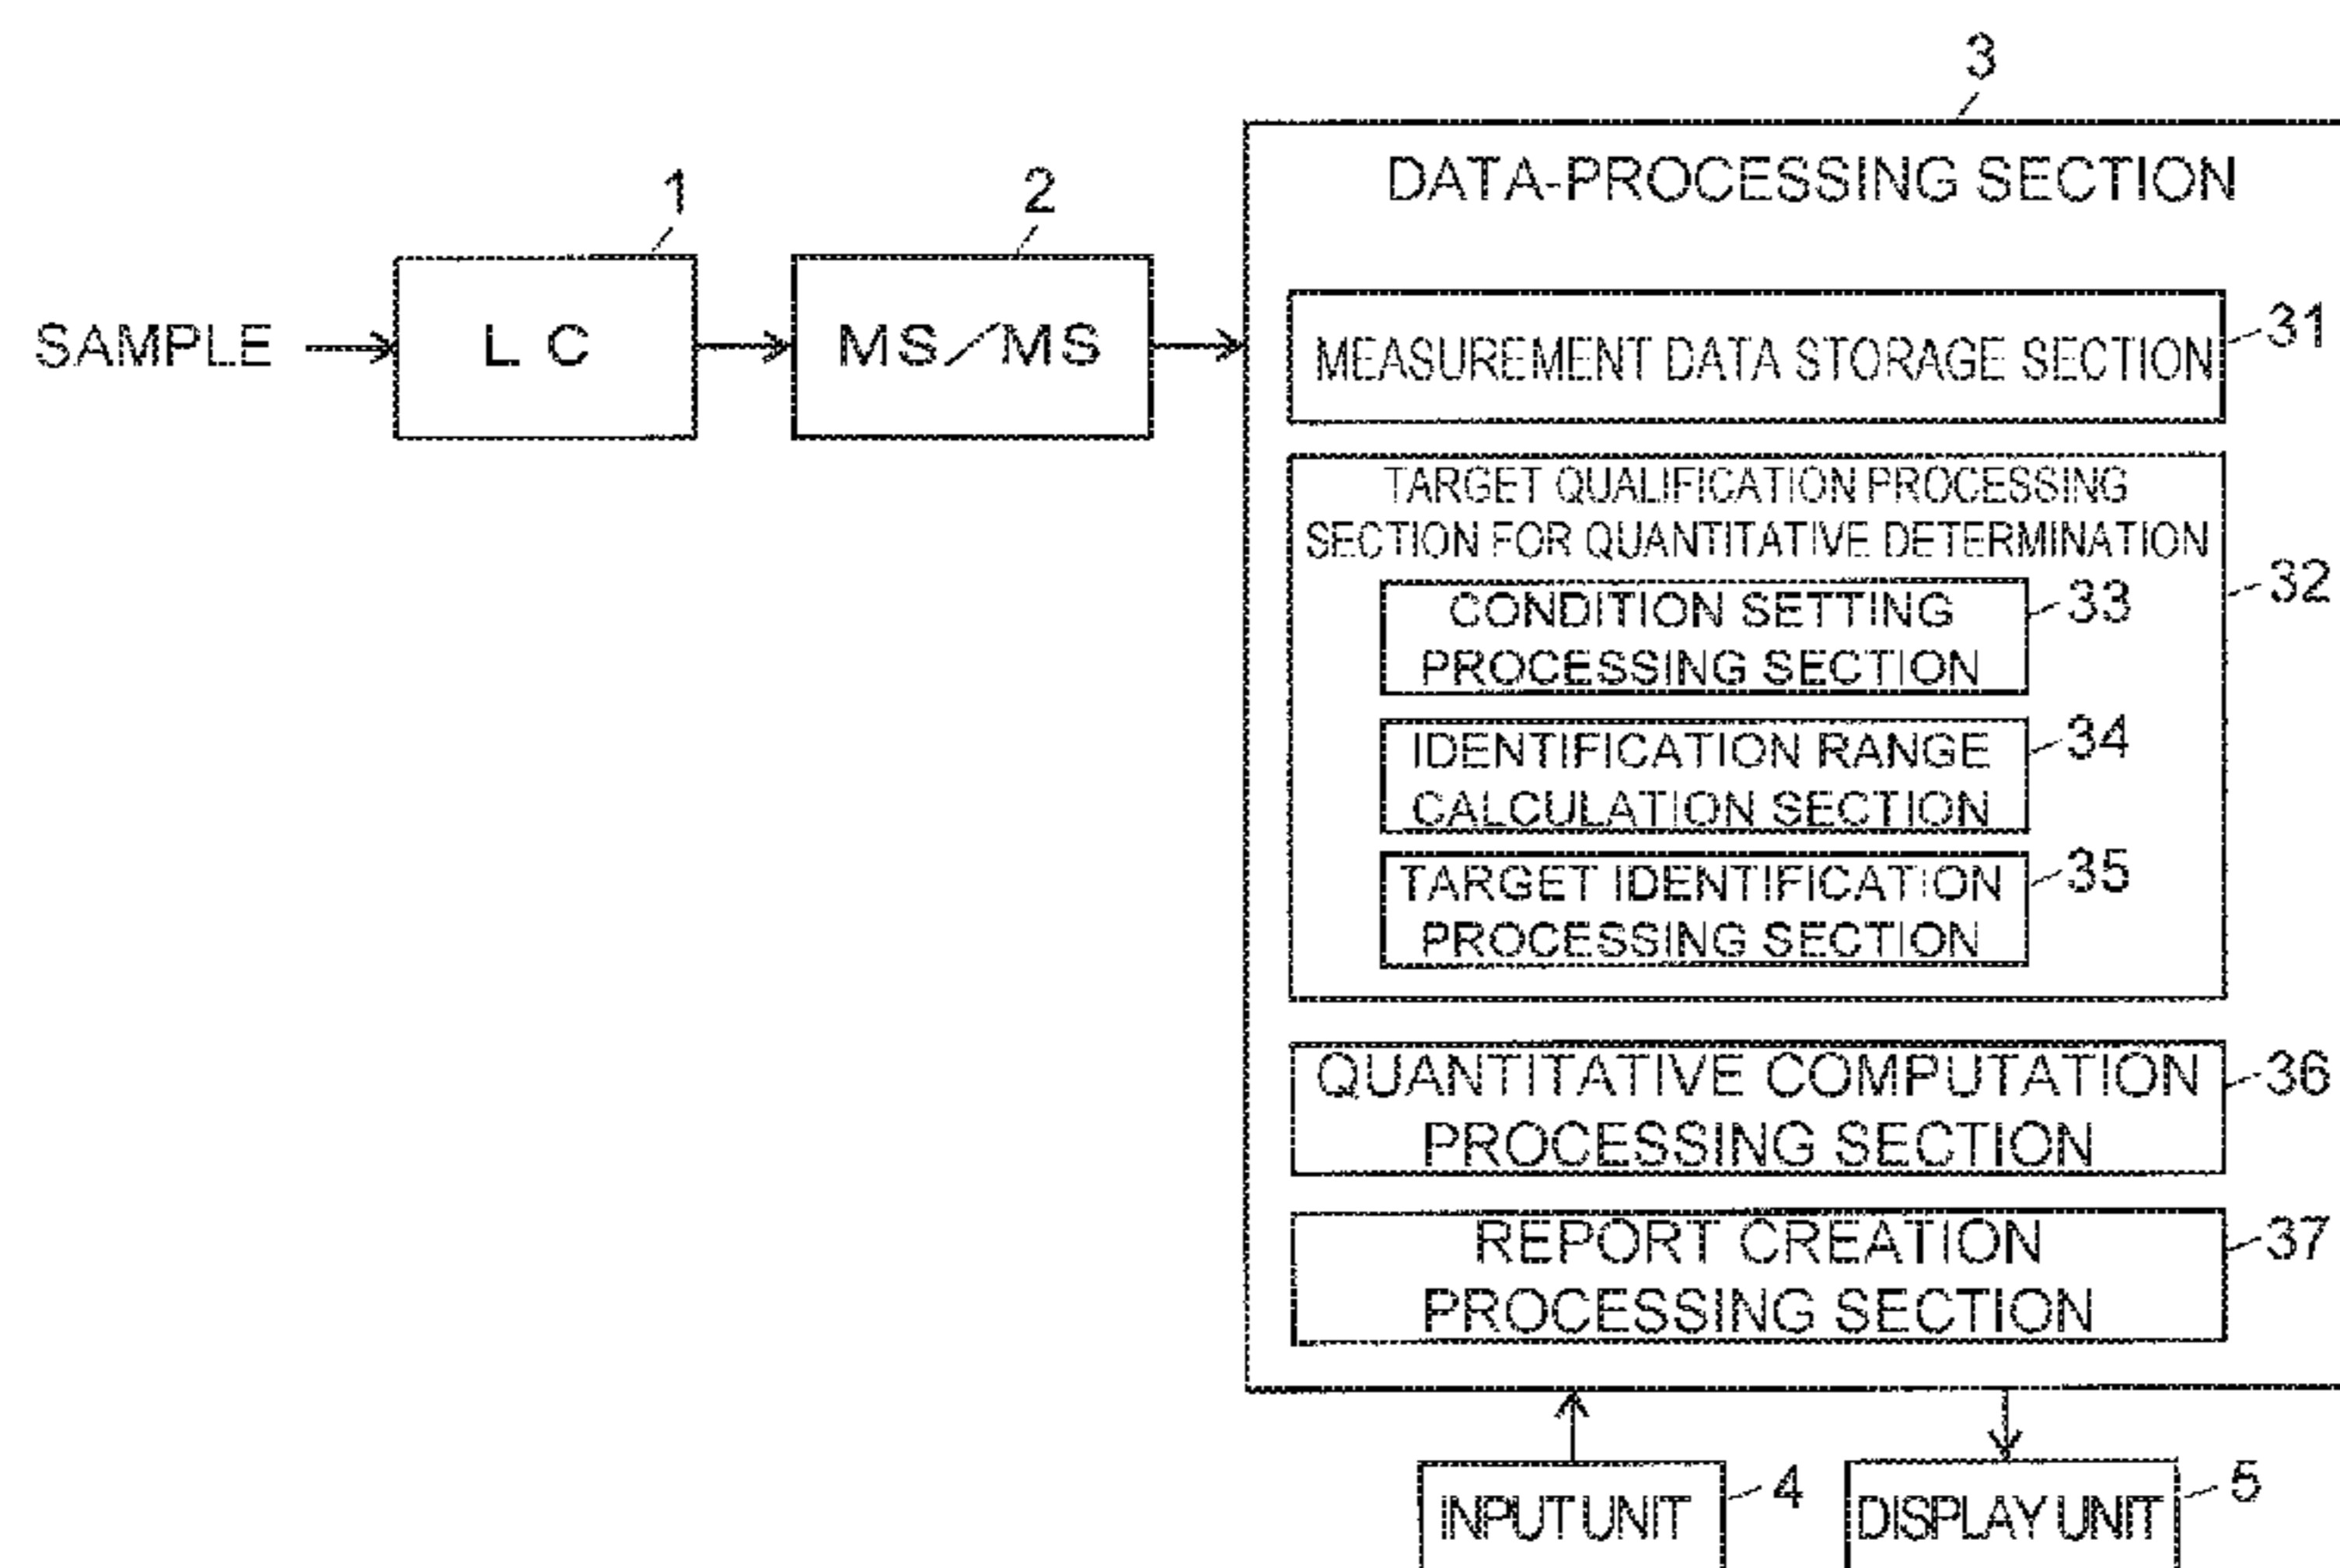 3
DATA-PROCESSING SECTION
1
2
SAMPLE
L C
MS/MS
MEASUREMENT DATA STORAGE SECTION
31
TARGET QUALIFICATION PROCESSING
SECTION FOR QUANTITATIVE DETERMINATION
32
CONDITION SETTING
PROCESSING SECTION
33
IDENTIFICATION RANGE
CALCULATION SECTION
34
TARGET IDENTIFICATION
PROCESSING SECTION
35
QUANTITATIVE COMPUTATION
PROCESSING SECTION
36
REPORT CREATION
PROCESSING SECTION
37
INPUT UNIT
4
DISPLAY UNIT
5